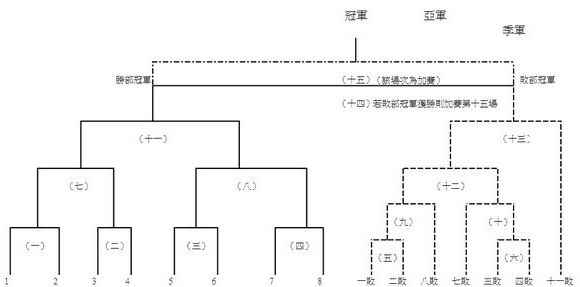 冠軍 亞軍
季軍
勝部冠軍 (十五)(該場次為加賽) 敗部冠軍
(十四)若敗部冠軍獲勝則加賽第十五場
(十一) (十三)
(七) (八) (十二)
(九) (十)
(一) (二) (三) (四) (五) (六)
1 2 3 4 5 6 7 8 一敗 二敗 八敗 七敗 三敗 四敗 十一敗